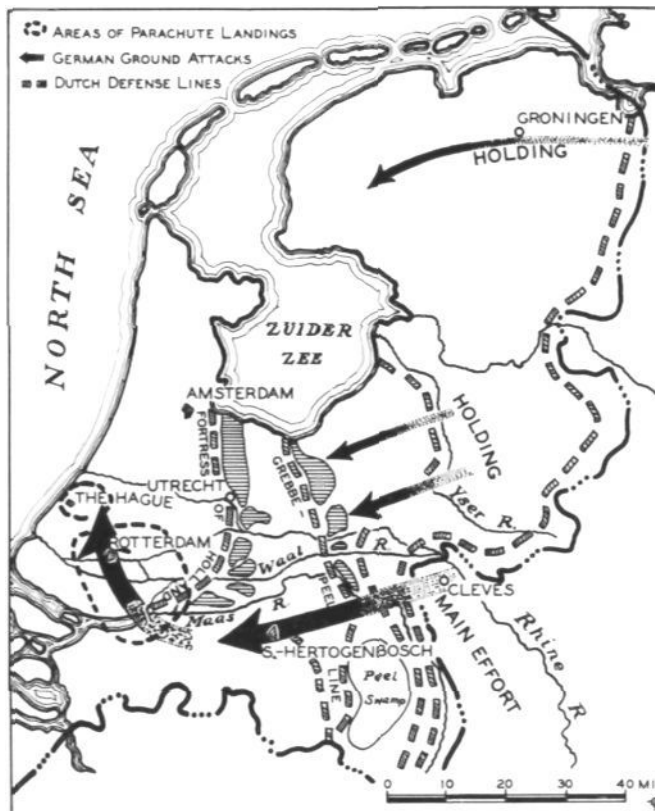 AREAS OF PARACHUTE LANDINGS
GERMAN GROUND ATTACKS
DUTCH DEFENSE LINES
NORTH SEA
GRONINGEN
HOLDING
ZUIDER
ZEE
AMSTERDAM
FORTRESS
OF
HOLL
GREBBE-
PEEL
LINE
HOLDING
UTRECHT
THE HAGUE
ROTTERDAM
Yser R.
Waal R.
Maas R.
CLEVES
MAIN EFFORT
S.-HERTOGENBOSCH
Peel
Swamp
Rhine R
0 10 20 30 40 MI